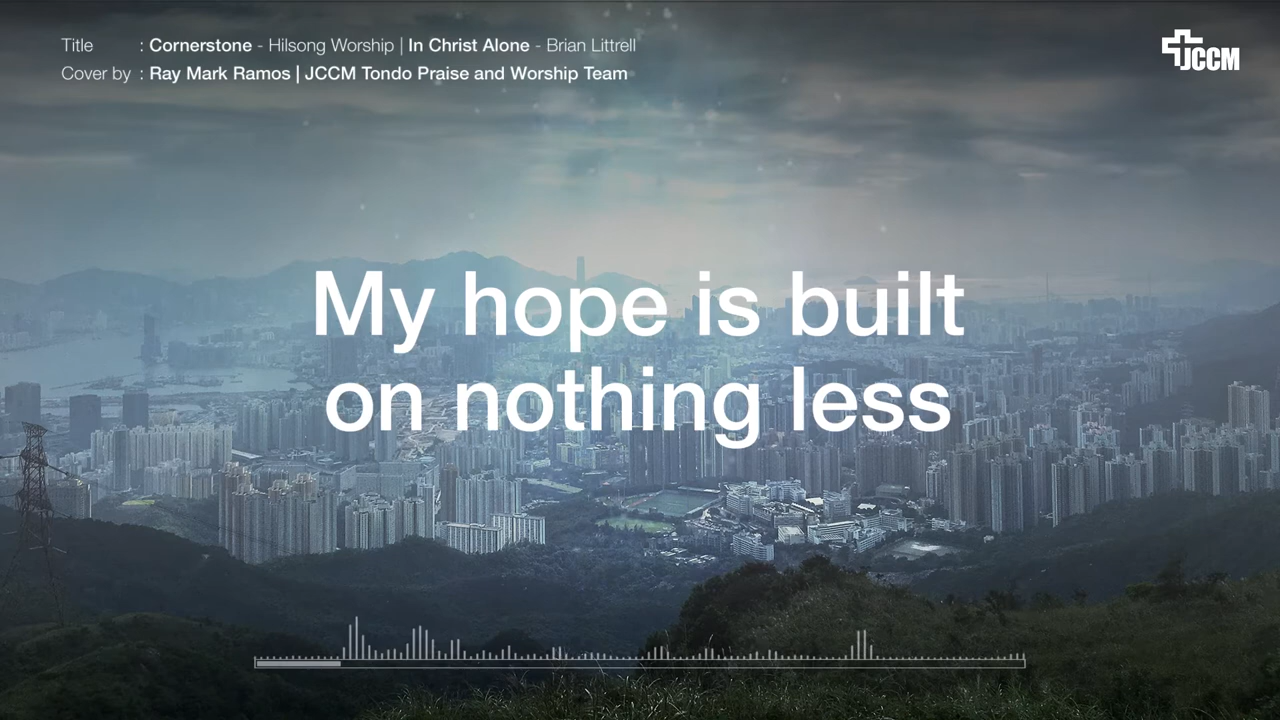 Title : Cornerstone - Hilsong Worship | In Christ Alone - Brian Littrell
Cover by : Ray Mark Ramos | JCCM Tondo Praise and Worship Team
JCCM
My hope is built
on nothing less